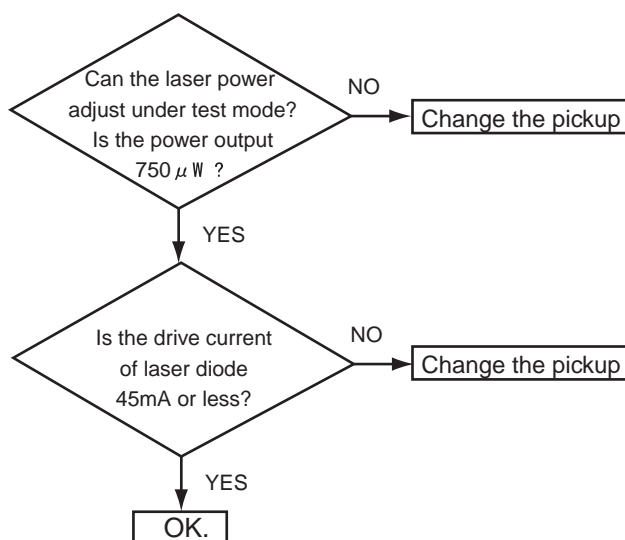 Can the laser power
adjust under test mode?
Is the power output
750 μW ?
NO
Change the pickup
YES
Is the drive current
of laser diode
45mA or less?
NO
Change the pickup
YES
OK.